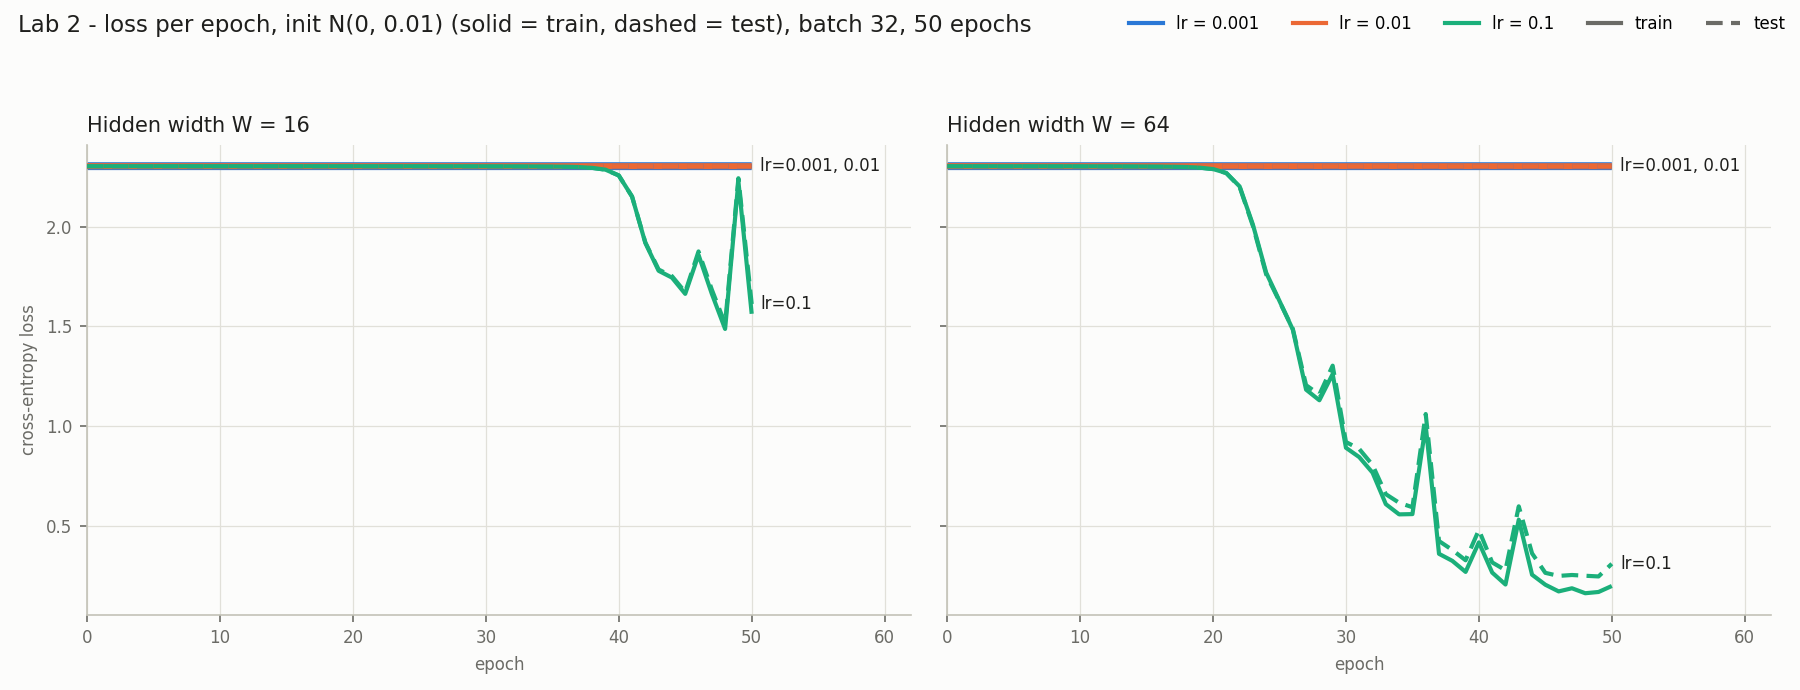 Lab 2 - loss per epoch, init N(0, 0.01) (solid = train, dashed = test), batch 32, 50 epochs
lr = 0.001 lr = 0.01 lr = 0.1 train test
Hidden width W = 16
lr=0.001, 0.01
lr=0.1
2.0
1.5
1.0
0.5
cross-entropy loss
0 10 20 30 40 50 60
epoch
Hidden width W = 64
lr=0.001, 0.01
lr=0.1
0 10 20 30 40 50 60
epoch